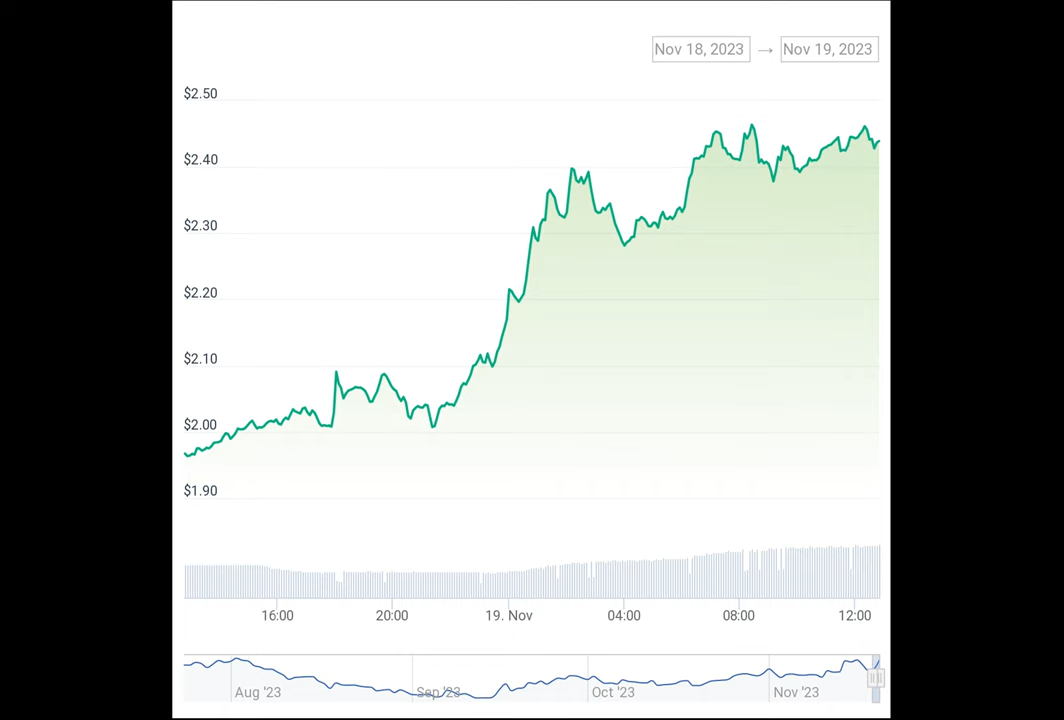 Nov 18, 2023 → Nov 19, 2023
$2.50
$2.40
$2.30
$2.20
$2.10
$2.00
$1.90
16:00 20:00 19. Nov 04:00 08:00 12:00
Aug '23 Sep '23 Oct '23 Nov '23